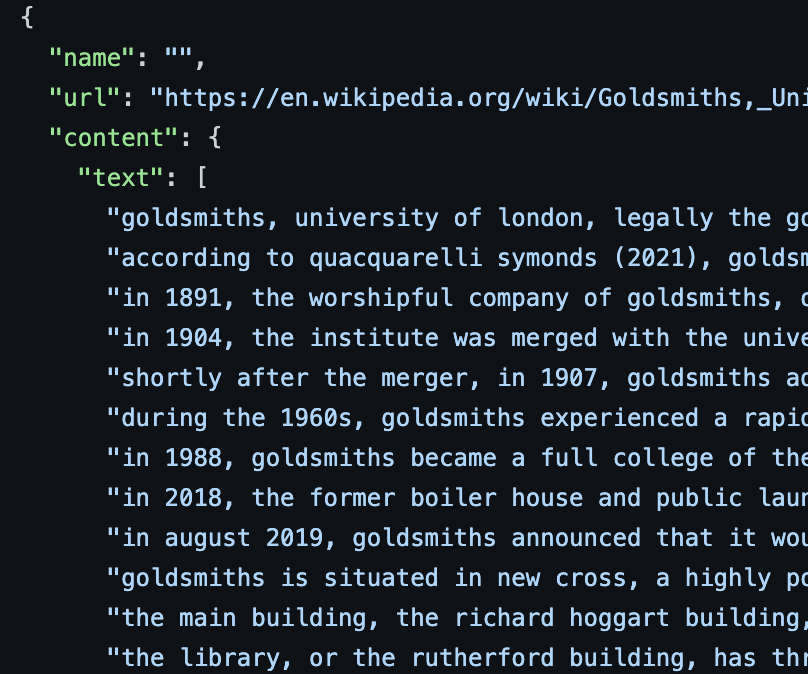 {
"name": "",
"url": "https://en.wikipedia.org/wiki/Goldsmiths,_Uni
"content": {
"text": [
"goldsmiths, university of london, legally the go
"according to quacquarelli symonds (2021), goldsm
"in 1891, the worshipful company of goldsmiths,
"in 1904, the institute was merged with the unive
"shortly after the merger, in 1907, goldsmiths ad
"during the 1960s, goldsmiths experienced a rapid
"in 1988, goldsmiths became a full college of the
"in 2018, the former boiler house and public laun
"in august 2019, goldsmiths announced that it wou
"goldsmiths is situated in new cross, a highly po
"the main building, the richard hoggart building,
"the library, or the rutherford building, has thr